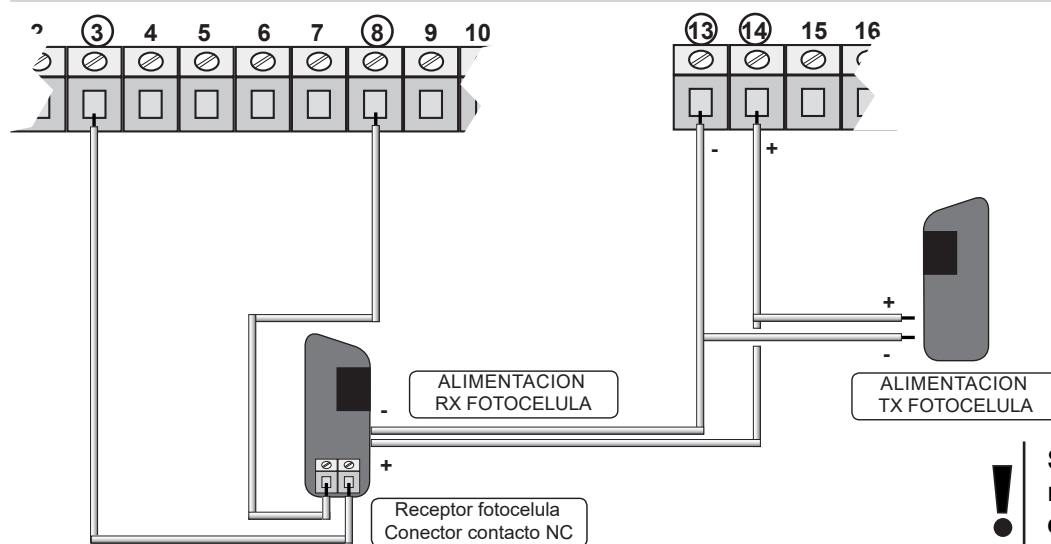 3 4 5 6 7 8 9 10 13 14 15 16
- +
+
-
ALIMENTACION
RX FOTOCELULA
-
+
ALIMENTACION
TX FOTOCELULA
Receptor fotocelula
Conector contacto NC
!